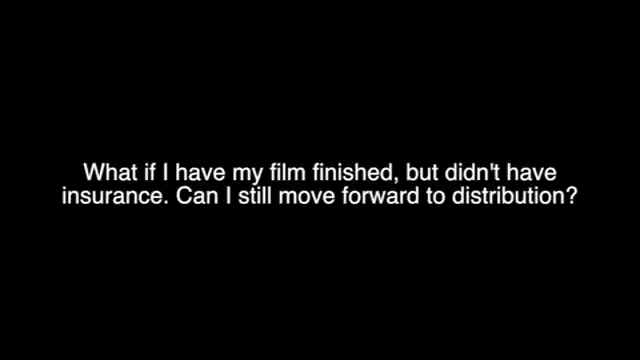 What if I have my film finished, but didn't have
insurance. Can I still move forward to distribution?